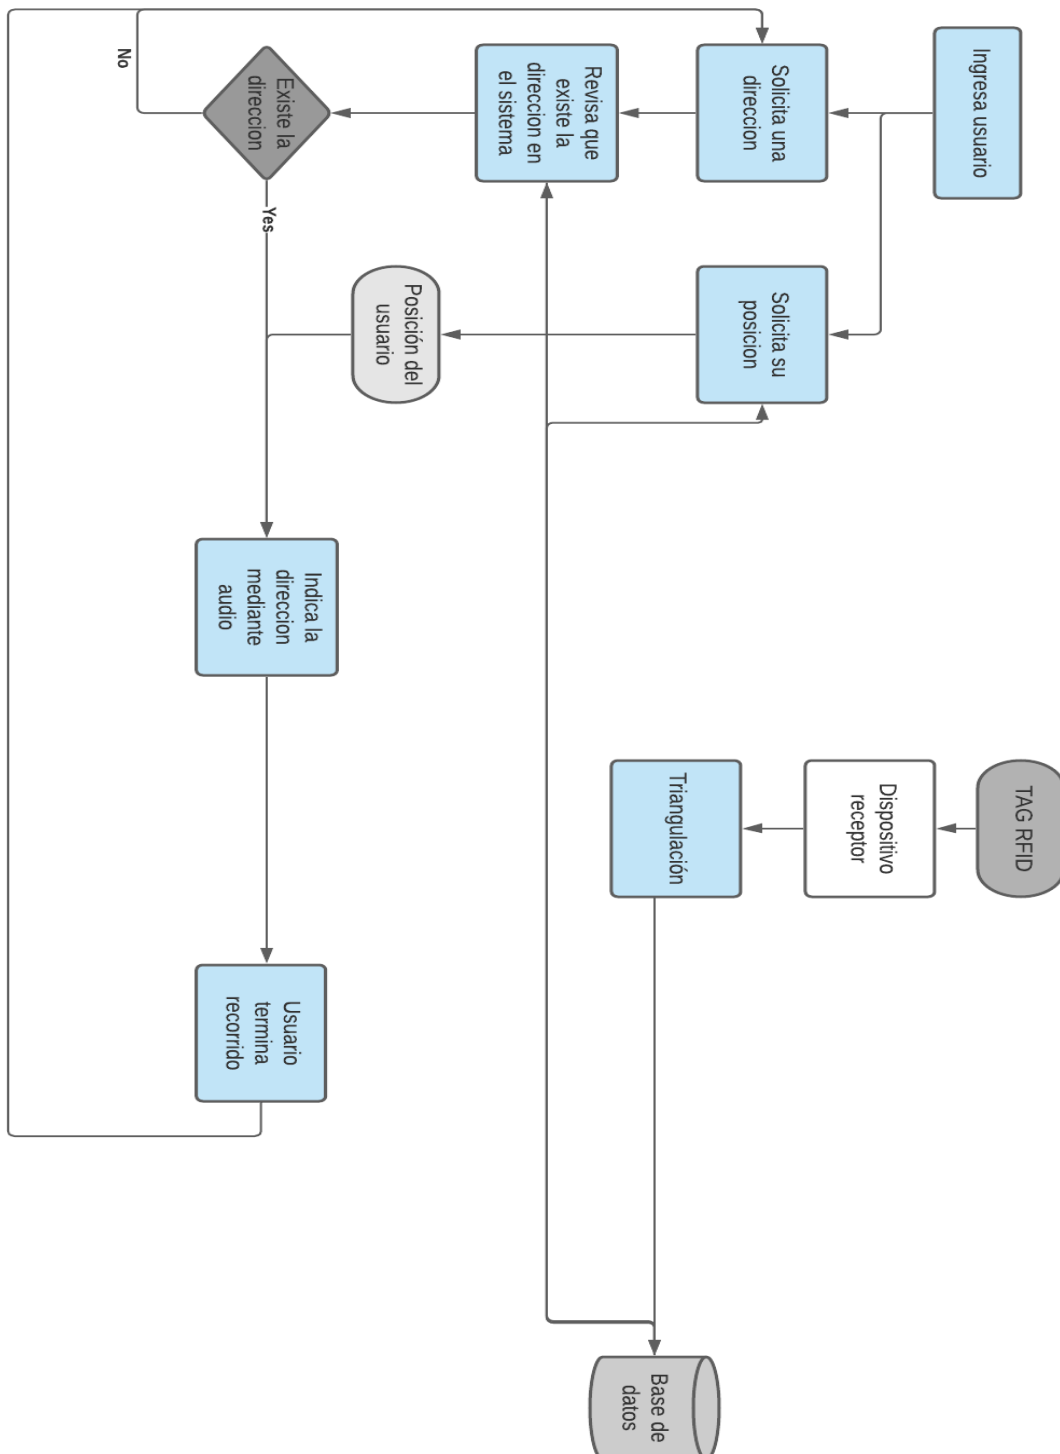 Ingresa usuario
Solicita una
direccion
Revisa que
existe la
direccion en
el sistema
Existe la
direccion
No
Yes
Solicita su
posicion
Posición del
usuario
Indica la
direccion
mediante
audio
Usuario
termina
recorrido
TAG RFID
Dispositivo
receptor
Triangulación
Base de
datos